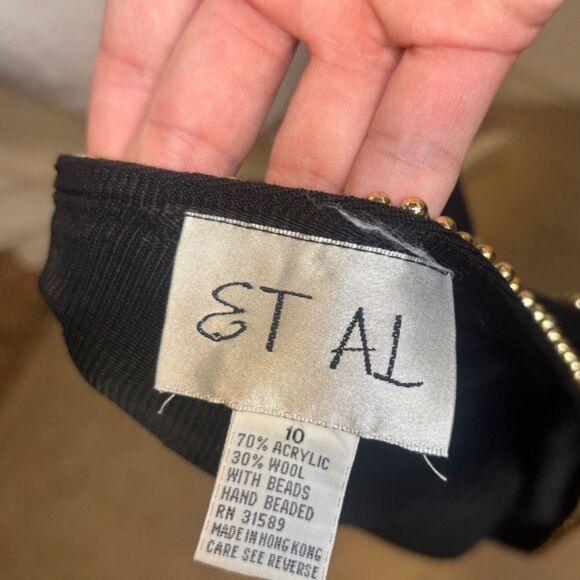 ET AL
10
70% ACRYLIC
30% WOOL
WITH BEADS
HAND BEADED
RN 31589
MADE IN HONG KONG
CARE SEE REVERSE